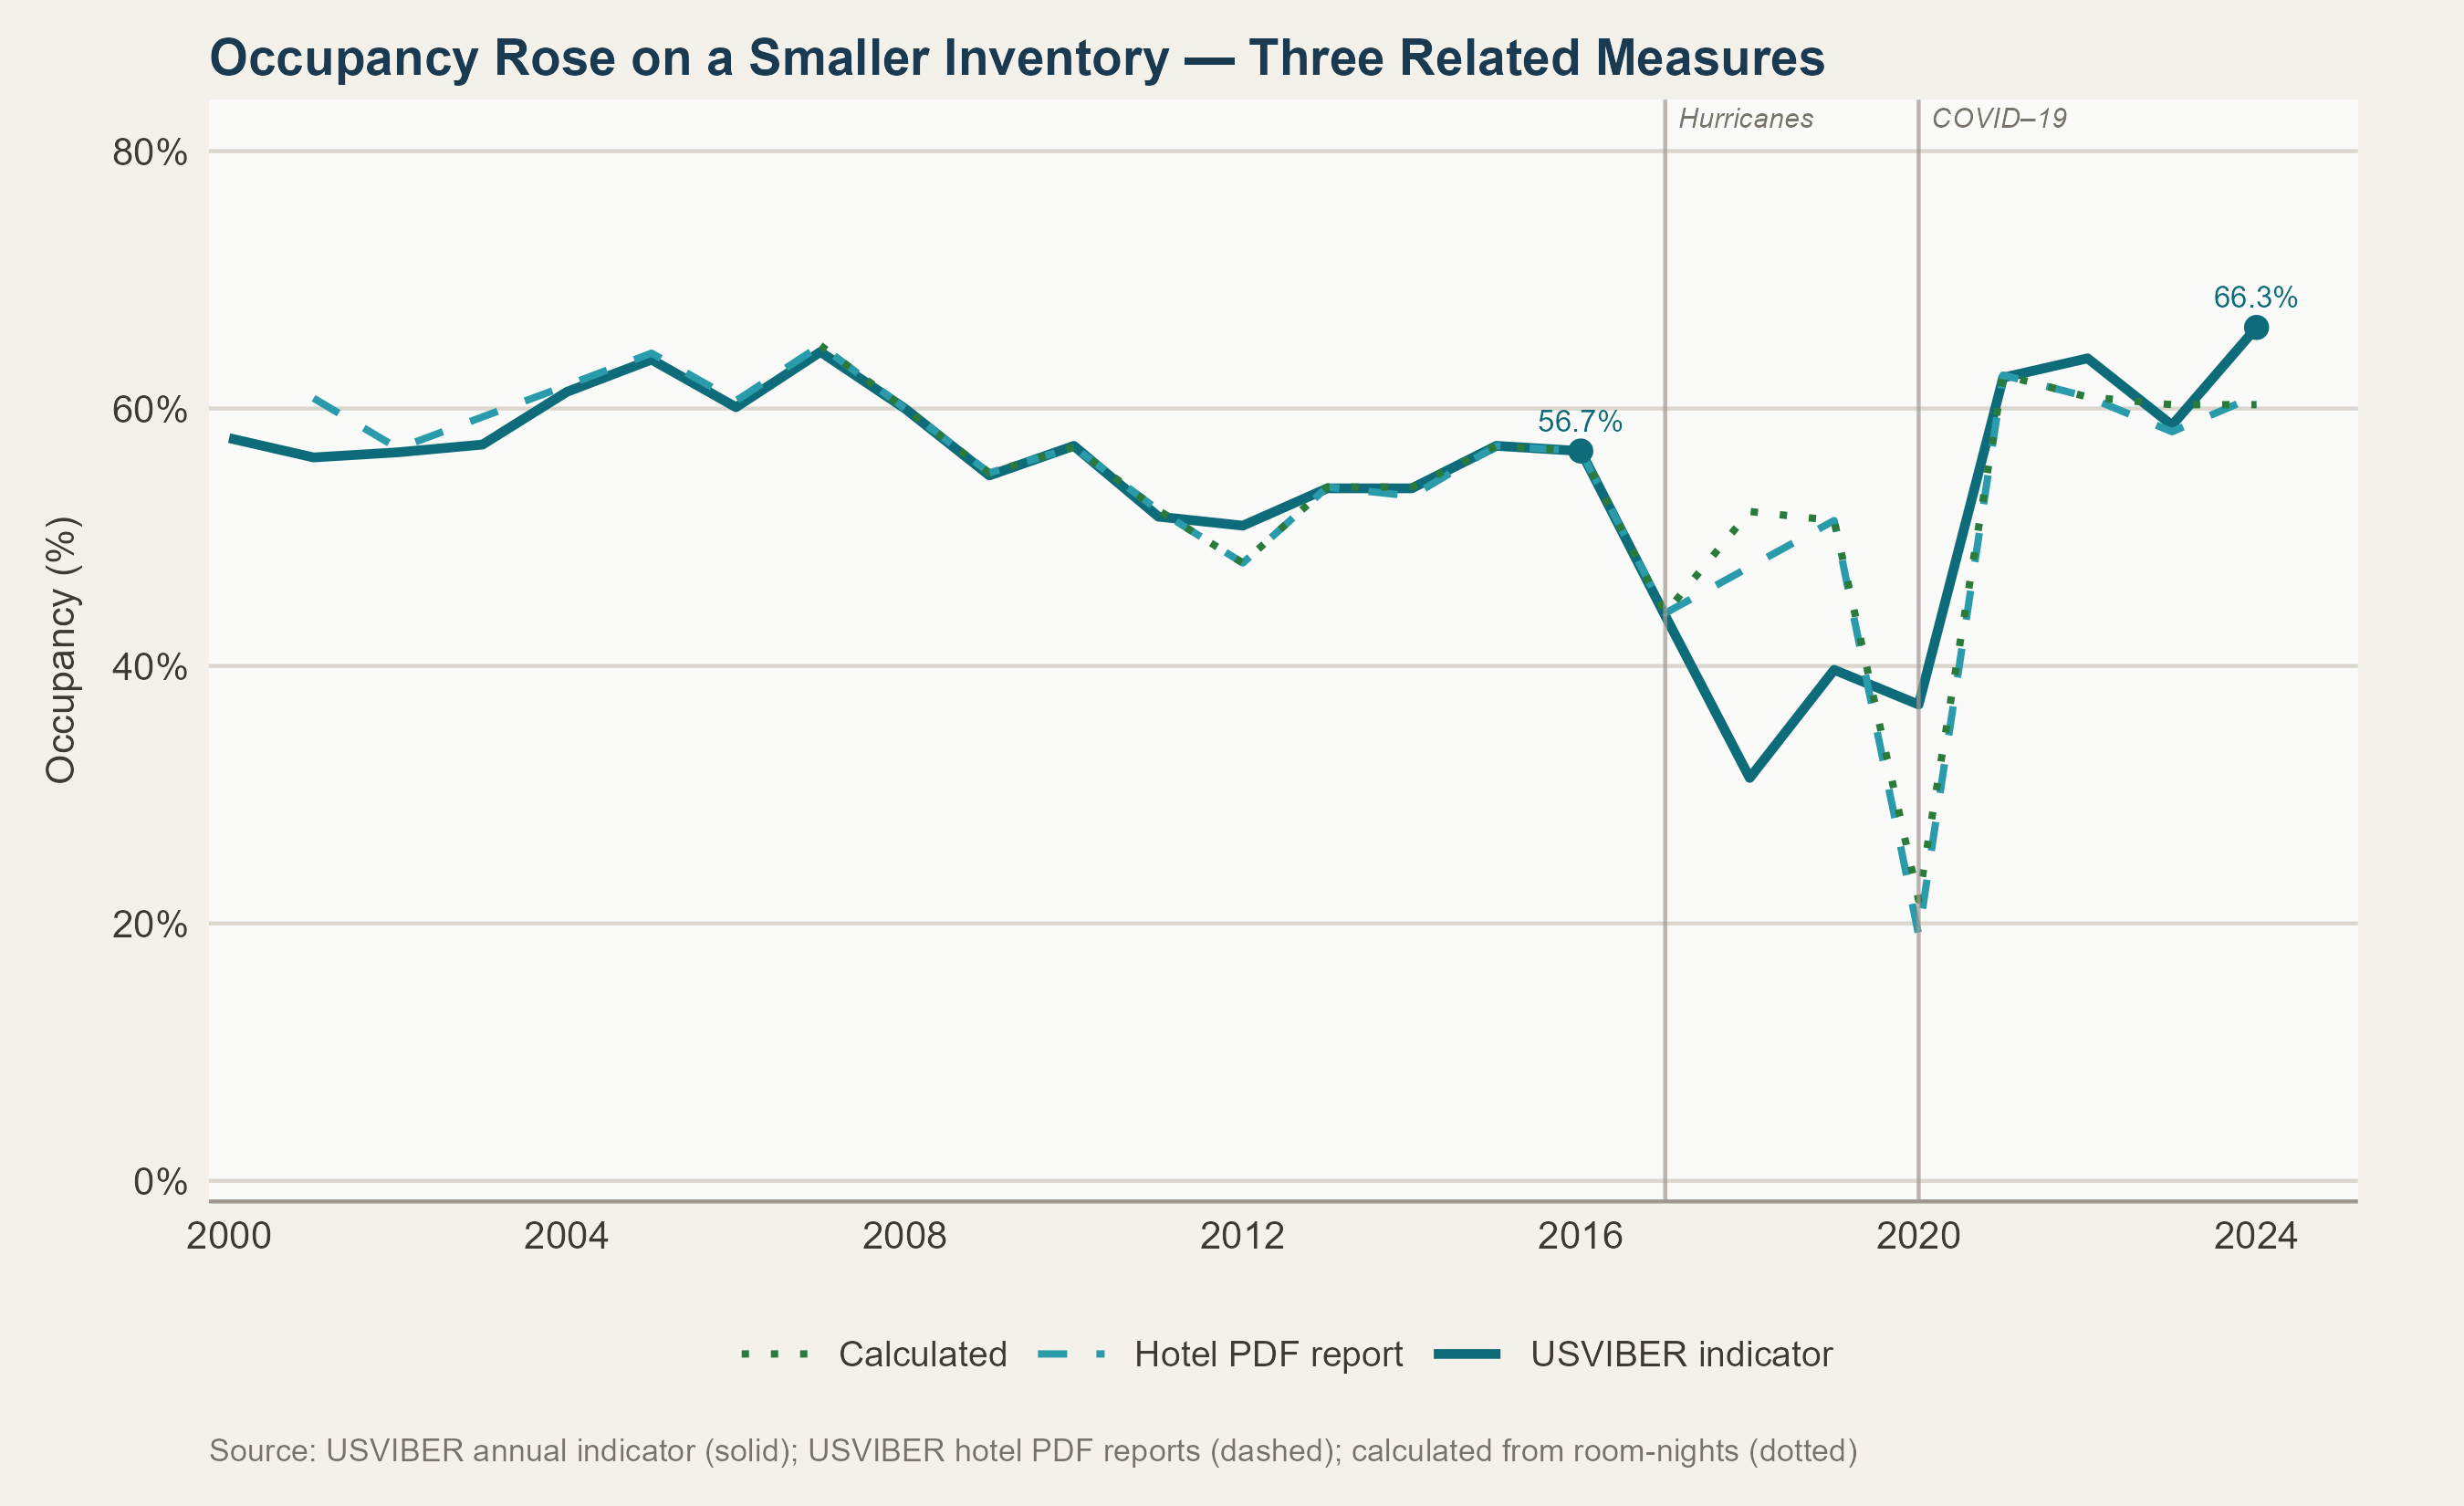 Occupancy Rose on a Smaller Inventory — Three Related Measures
Hurricanes
COVID–19
80%
66.3%
60%
56.7%
40%
20%
0%
Occupancy (%)
2000 2004 2008 2012 2016 2020 2024
Calculated Hotel PDF report USVIBER indicator
Source: USVIBER annual indicator (solid); USVIBER hotel PDF reports (dashed); calculated from room-nights (dotted)